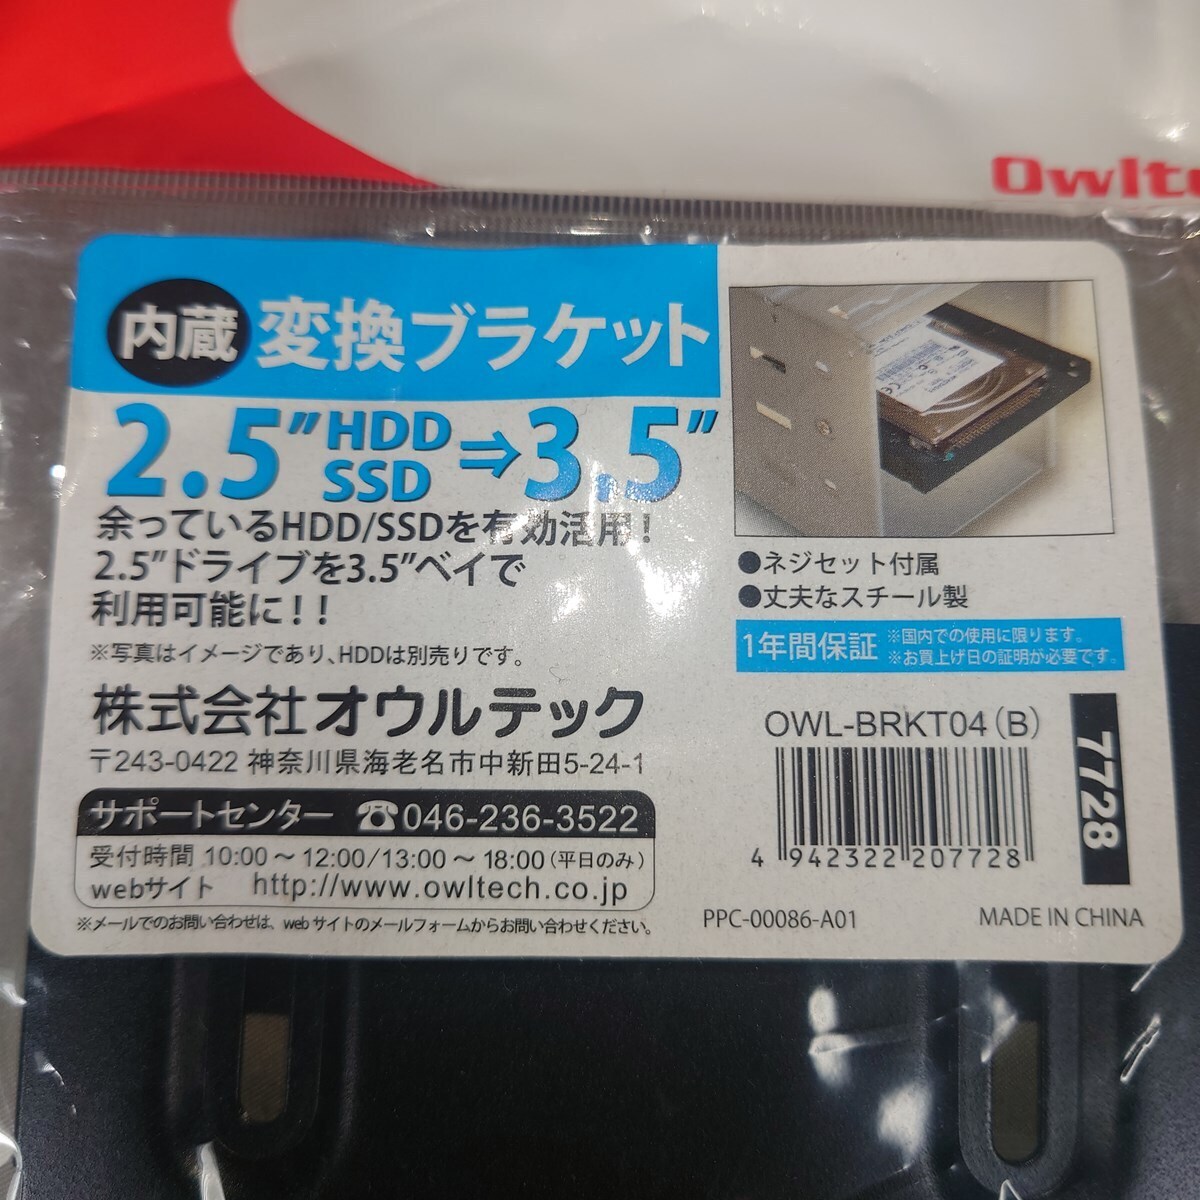 内蔵 変換ブラケット
2.5" HDD SSD ⇒ 3.5"
余っているHDD/SSDを有効活用!
2.5"ドライブを3.5"ベイで
利用可能に!!
※写真はイメージであり、HDDは別売りです。
株式会社オウルテック
〒243-0422 神奈川県海老名市中新田5-24-1
サポートセンター ☎046-236-3522
受付時間 10:00～12:00/13:00～18:00(平日のみ)
webサイト http://www.owltech.co.jp
※メールでのお問い合わせは、webサイトのメールフォームからお問い合わせください。
●ネジセット付属
●丈夫なスチール製
1年間保証
※国内での使用に限ります。
※お買上げ日の証明が必要です。
OWL-BRKT04(B)
4 942322 207728
7728
PPC-00086-A01
MADE IN CHINA